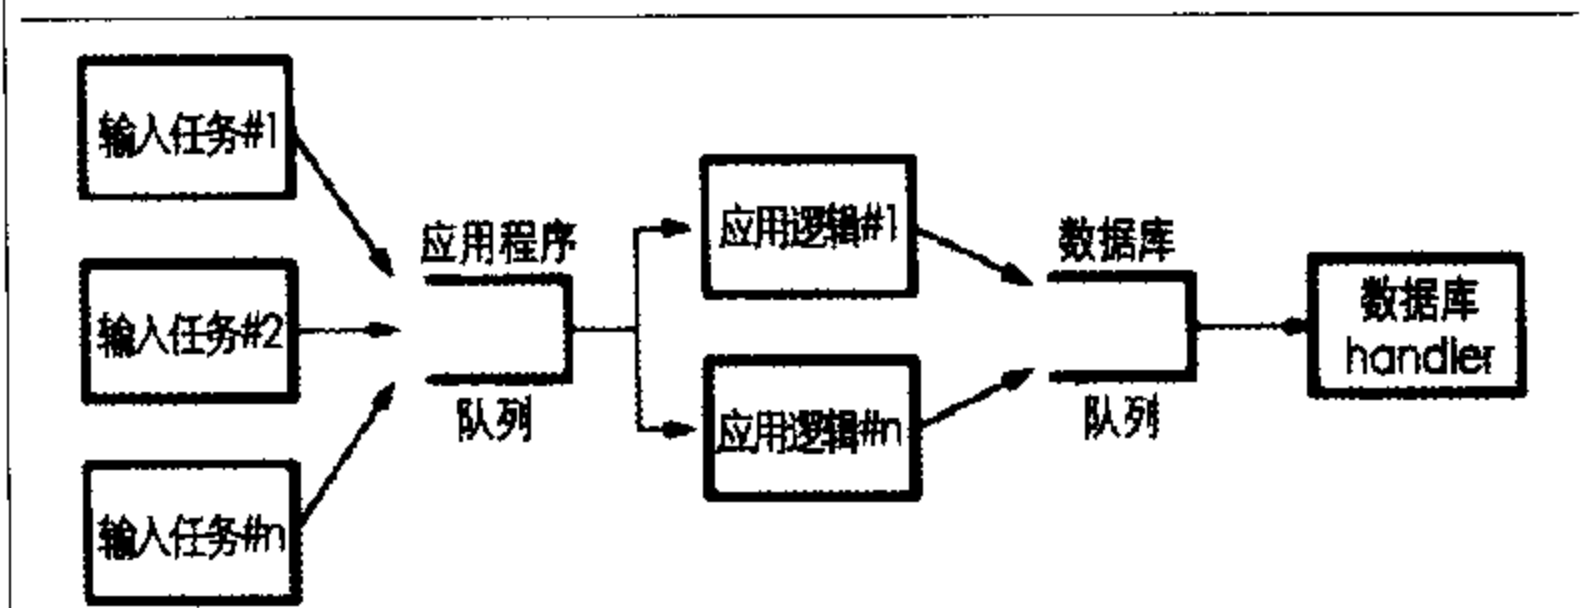 输入任务#1
输入任务#2
输入任务#n
应用程序
队列
应用逻辑#1
应用逻辑#n
数据库
队列
数据库
handler